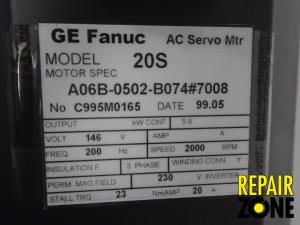 GE Fanuc AC Servo Mtr
MODEL 20S
MOTOR SPEC
A06B-0502-B074#7008
No C995M0165 DATE 99.05
OUTPUT kW CONT 5.6
VOLT 146 V AMP A
FREQ 200 Hz SPEED 2000 RPM
INSULATION F 3 PHASE WINDING CONN Y
PERM MAG FIELD 230 V INVERTER
STALL TRQ 23 NmAMP 20 A
REPAIR
ZONE